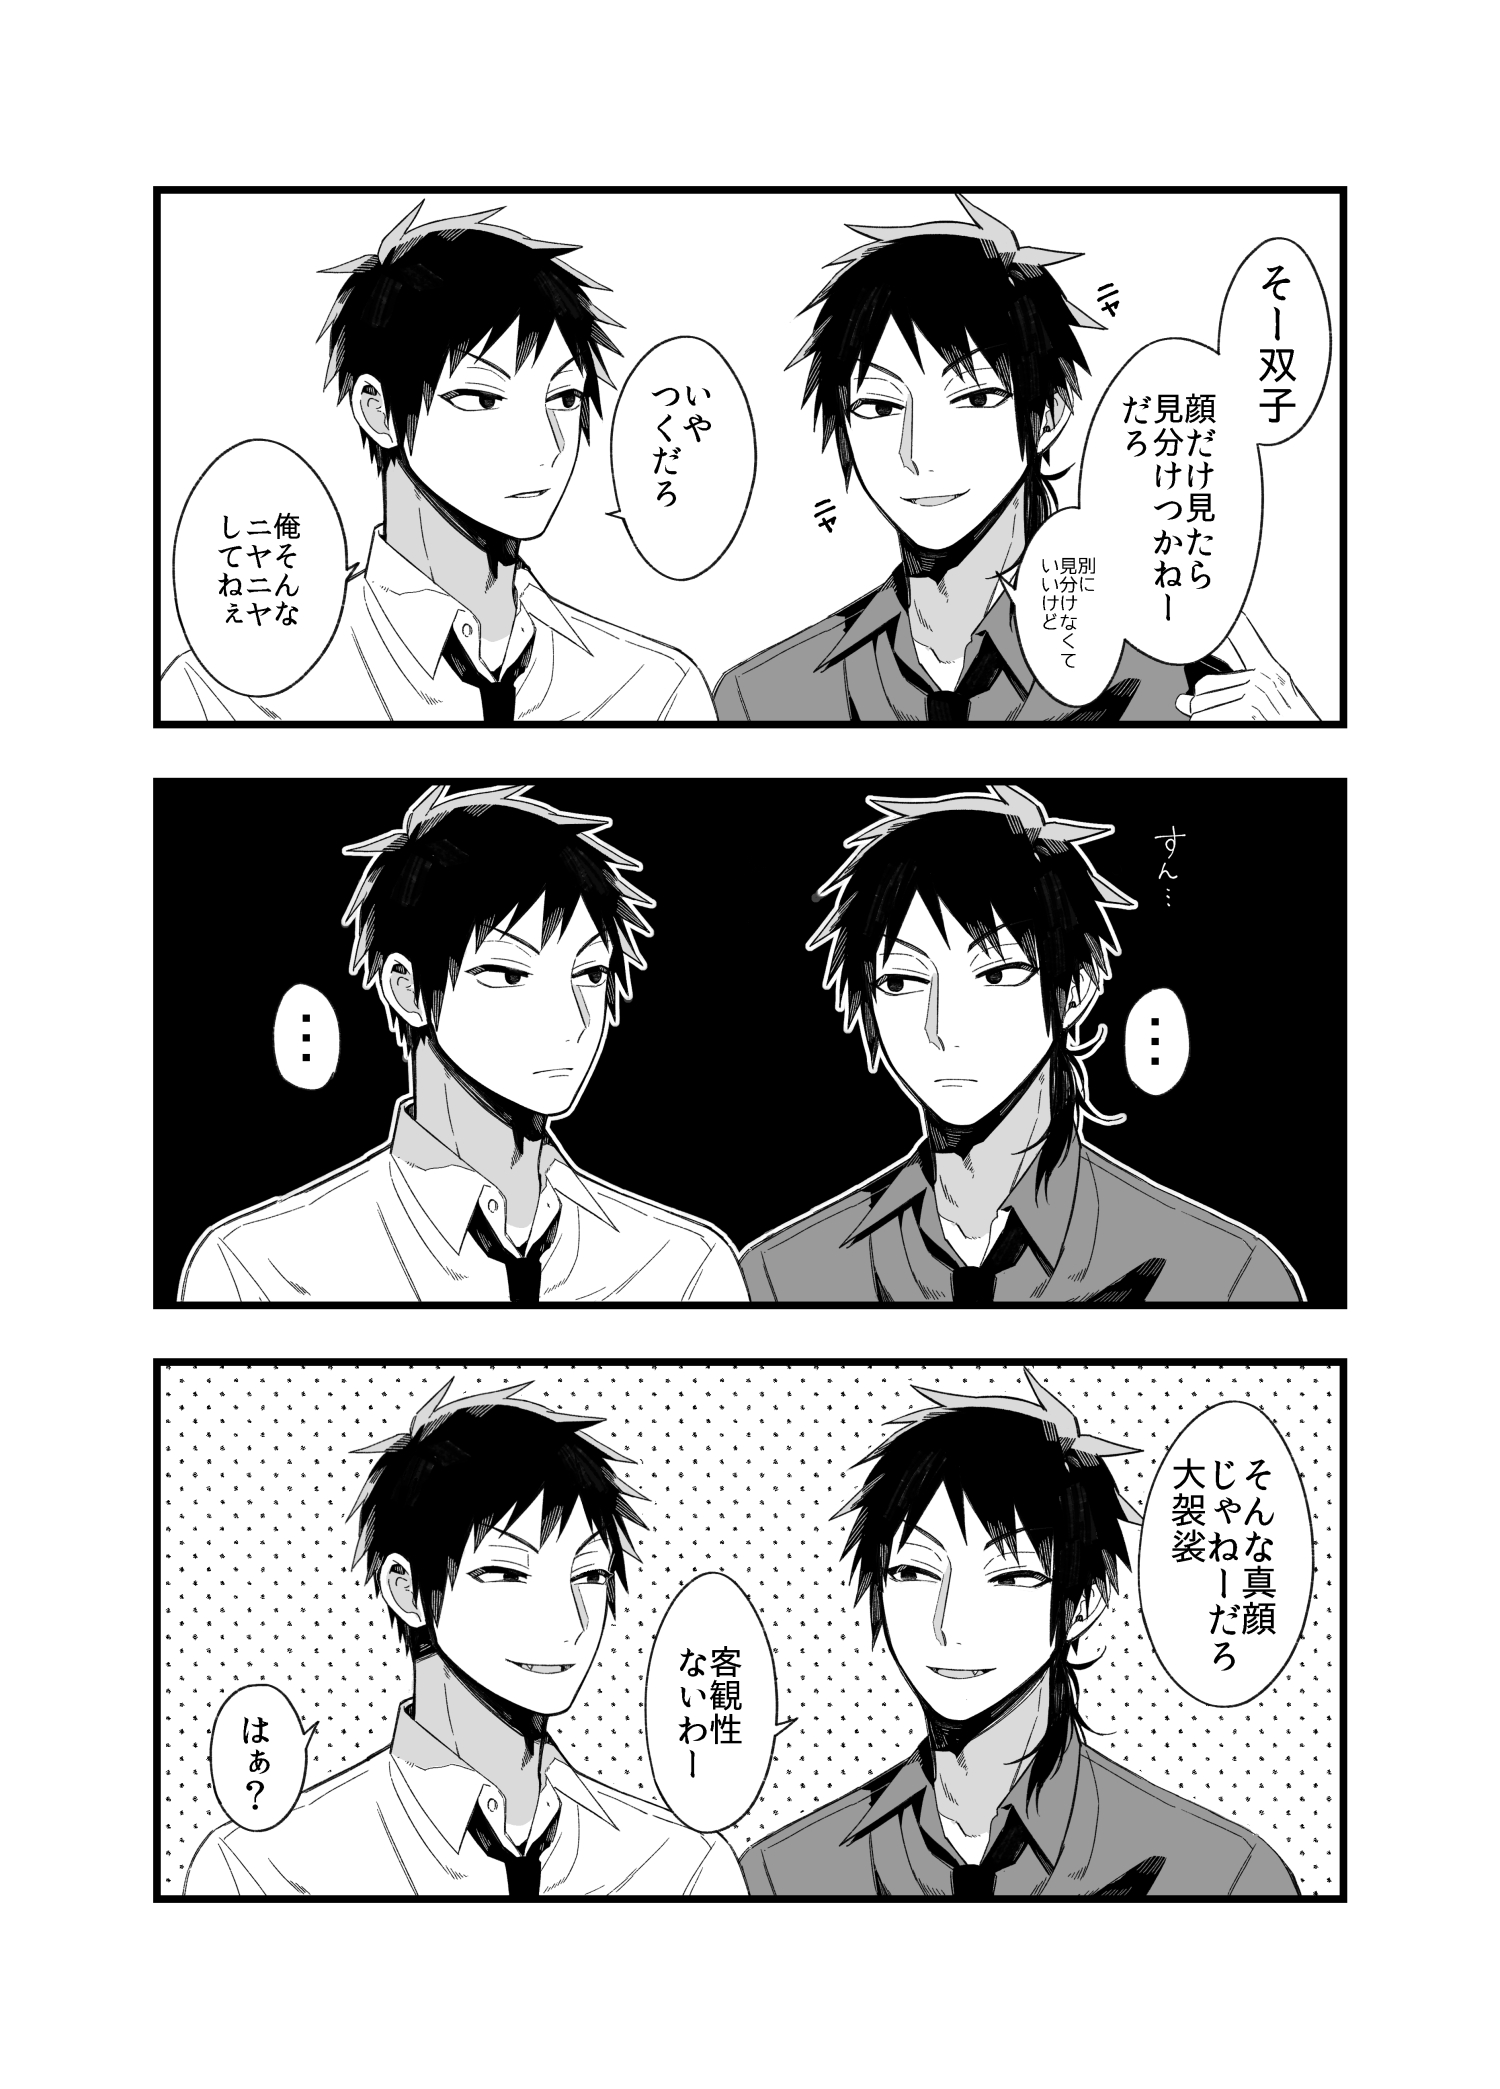 そー双子
顔だけ見たら
見分けつかねー
だろ
別に
見分けなくて
いいけど
ニヤ
ニヤ
いや
つくだろ
俺そんな
ニヤニヤ
してねぇ
すん…
…
…
そんな真顔
じゃねーだろ
大袈裟
客観性
ないわー
はぁ?